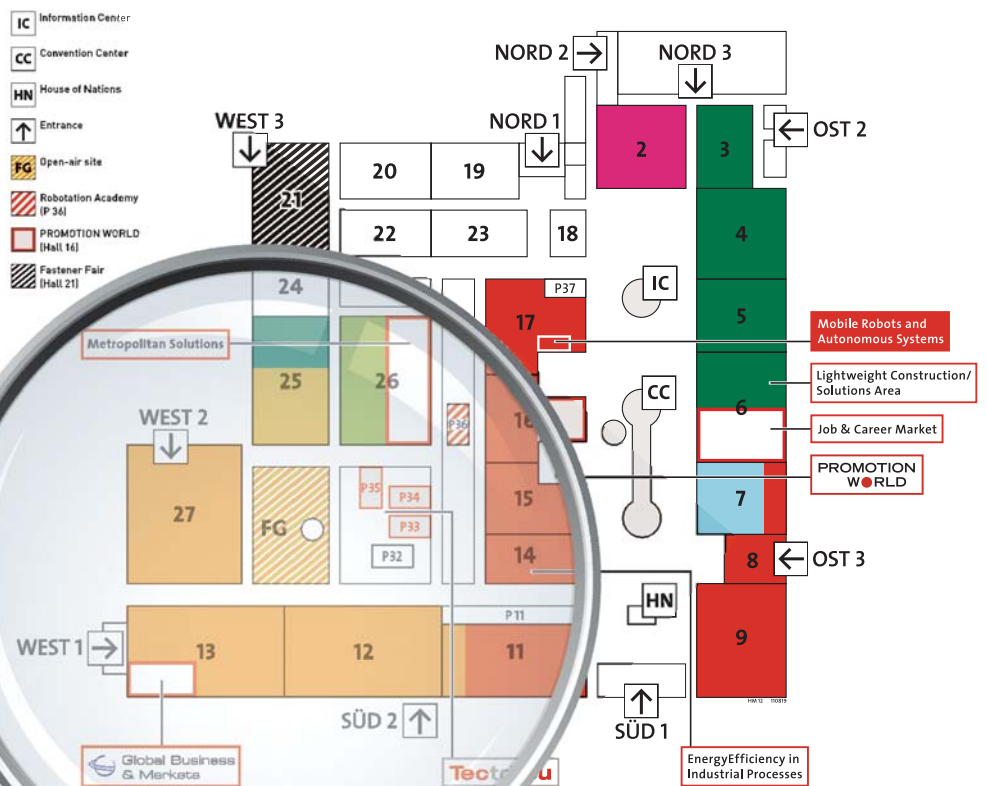 IC Information Center
CC Convention Center
HN House of Nations
Entrance
FG Open-air site
Robotation Academy
(P 36)
PROMOTION WORLD
(Hall 16)
Fastener Fair
(Hall 21)
NORD 2
NORD 3
WEST 3
NORD 1
OST 2
2
3
20
19
21
22
23
18
4
24
P37
IC
17
5
Mobile Robots and
Autonomous Systems
Metropolitan Solutions
25
26
Lightweight Construction/
Solutions Area
CC
6
WEST 2
P36
16
Job & Career Market
PROMOTION
WORLD
P35
P34
15
7
27
FG
P33
P32
14
8
OST 3
HN
P11
WEST 1
13
12
11
9
HM 12 110819
SÜD 2
SÜD 1
Global Business
& Markets
EnergyEfficiency in
Industrial Processes